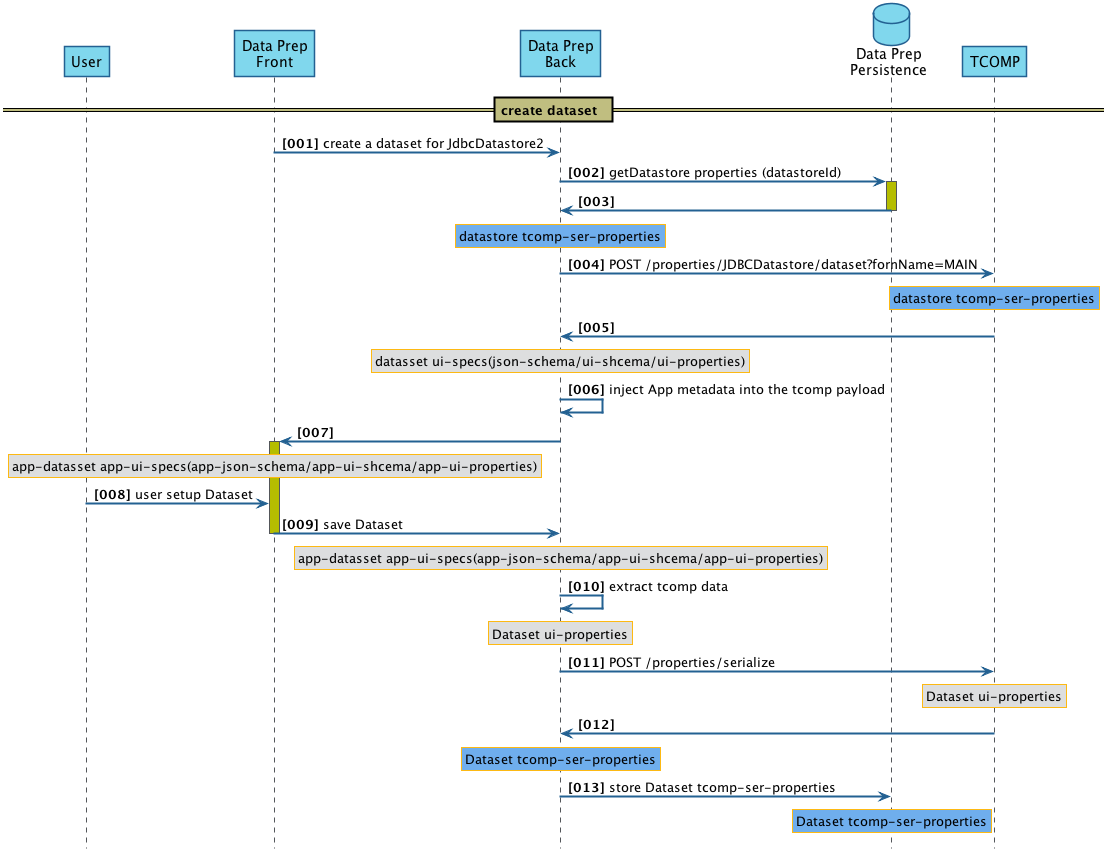 User
Data Prep
Front
Data Prep
Back
Data Prep
Persistence
TCOMP
create dataset
[001] create a dataset for JdbcDatastore2
[002] getDatastore properties (datastoreId)
[003]
datastore tcomp-ser-properties
[004] POST /properties/JDBCDatastore/dataset?fornName=MAIN
datastore tcomp-ser-properties
[005]
datasset ui-specs(json-schema/ui-shcema/ui-properties)
[006] inject App metadata into the tcomp payload
[007]
app-datasset app-ui-specs(app-json-schema/app-ui-shcema/app-ui-properties)
[008] user setup Dataset
[009] save Dataset
app-datasset app-ui-specs(app-json-schema/app-ui-shcema/app-ui-properties)
[010] extract tcomp data
Dataset ui-properties
[011] POST /properties/serialize
Dataset ui-properties
[012]
Dataset tcomp-ser-properties
[013] store Dataset tcomp-ser-properties
Dataset tcomp-ser-properties